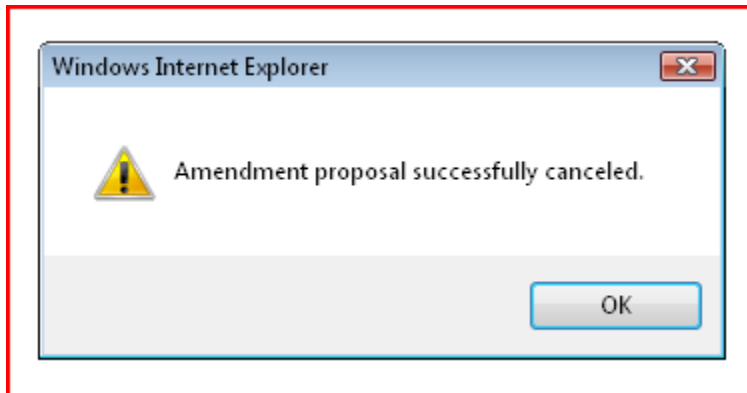 Windows Internet Explorer
Amendment proposal successfully canceled.
OK